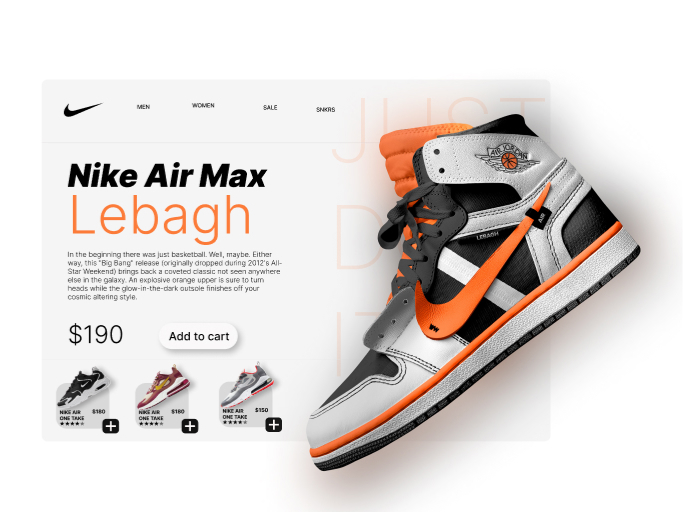 MEN WOMEN SALE SNKRS
JUST
Nike Air Max
Lebagh
In the beginning there was just basketball. Well, maybe. Either
way, this "Big Bang" release (originally dropped during 2012's All-
Star Weekend) brings back a coveted classic not seen anywhere
else in the galaxy. An explosive orange upper is sure to turn
heads while the glow-in-the-dark outsole finishes off your
cosmic altering style.
D
I
$190 Add to cart
NIKE AIR $180
ONE TAKE
NIKE AIR $180
ONE TAKE
NIKE AIR $150
ONE TAKE
AIR JORDAN
LEBAGH
AIR